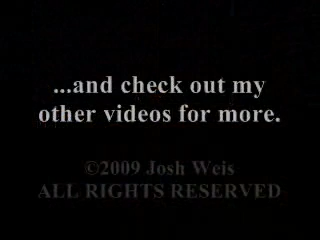 ...and check out my
other videos for more.
©2009 Josh Weis
ALL RIGHTS RESERVED